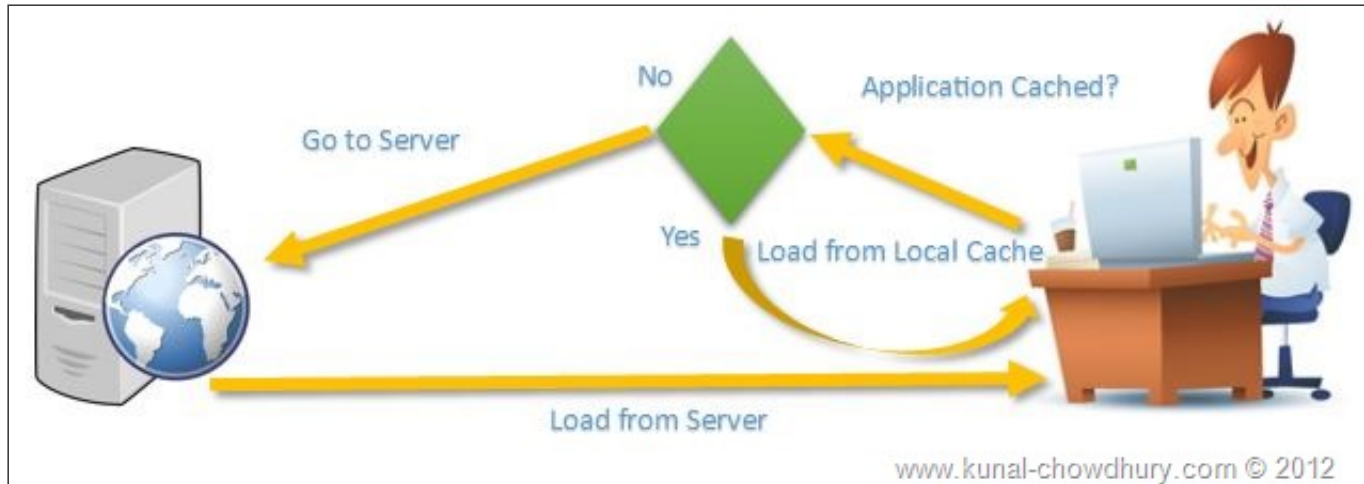 No
Application Cached?
Go to Server
Yes
Load from Local Cache
Load from Server
www.kunal-chowdhury.com © 2012